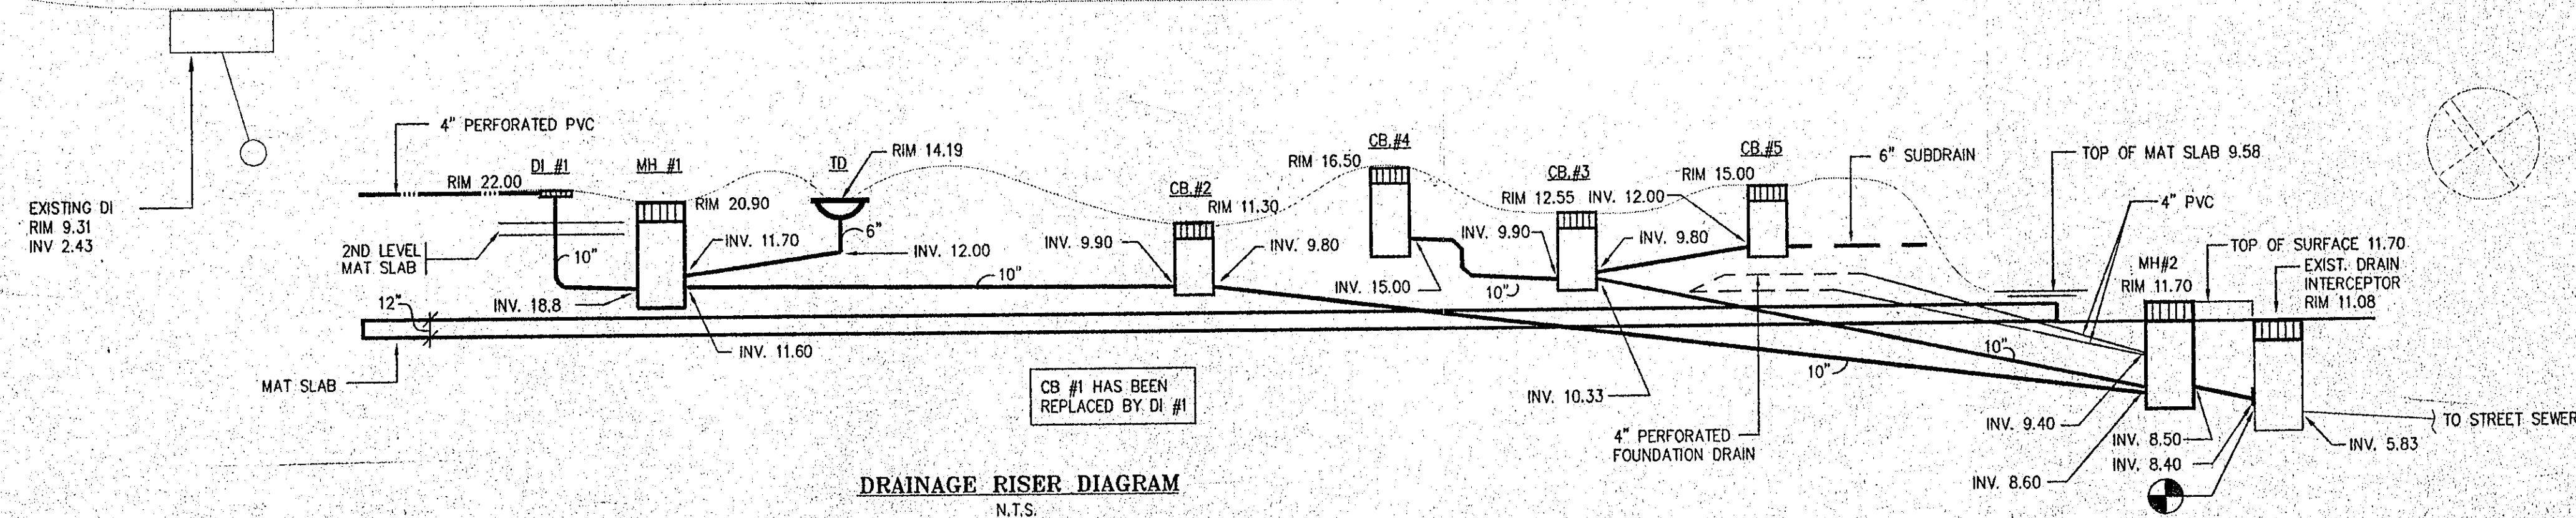 EXISTING DI
RIM 9.31
INV 2.43
4" PERFORATED PVC
RIM 22.00
DI #1
2ND LEVEL
MAT SLAB
12"
MAT SLAB
10"
INV. 18.8
MH #1
RIM 20.90
INV. 11.70
INV. 11.60
TD
RIM 14.19
6"
INV. 12.00
10"
INV. 9.90
CB.#2
RIM 11.30
INV. 9.80
CB #1 HAS BEEN
REPLACED BY DI #1
CB.#4
RIM 16.50
INV. 15.00
10"
INV. 9.90
CB.#3
RIM 12.55
INV. 12.00
INV. 9.80
INV. 10.33
CB.#5
RIM 15.00
6" SUBDRAIN
4" PERFORATED
FOUNDATION DRAIN
10"
10"
TOP OF MAT SLAB 9.58
4" PVC
MH#2
RIM 11.70
TOP OF SURFACE 11.70
EXIST. DRAIN
INTERCEPTOR
RIM 11.08
INV. 9.40
INV. 8.60
INV. 8.50
INV. 8.40
INV. 5.83
TO STREET SEWER
DRAINAGE RISER DIAGRAM
N.T.S.